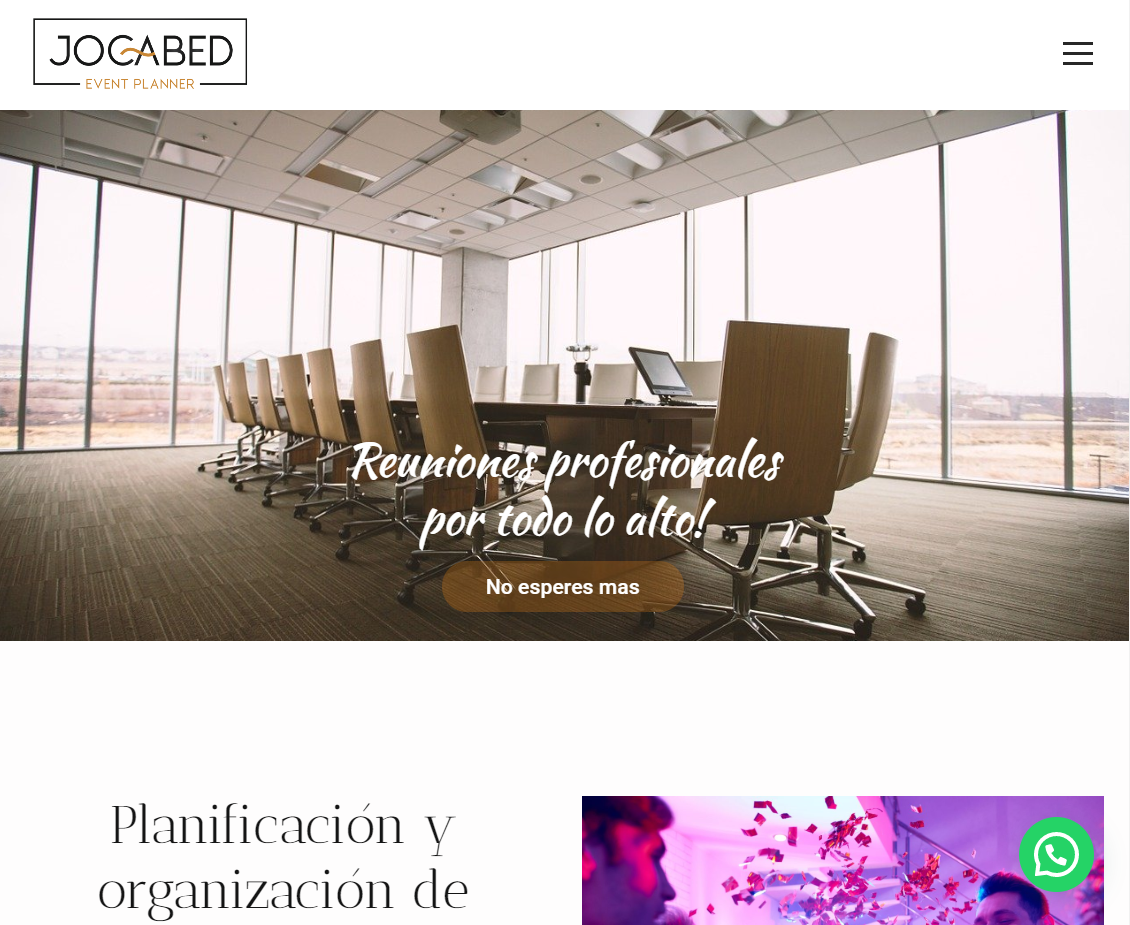 JOCABED
EVENT PLANNER
Reuniones profesionales
por todo lo alto!
No esperes mas
Planificación y
organización de